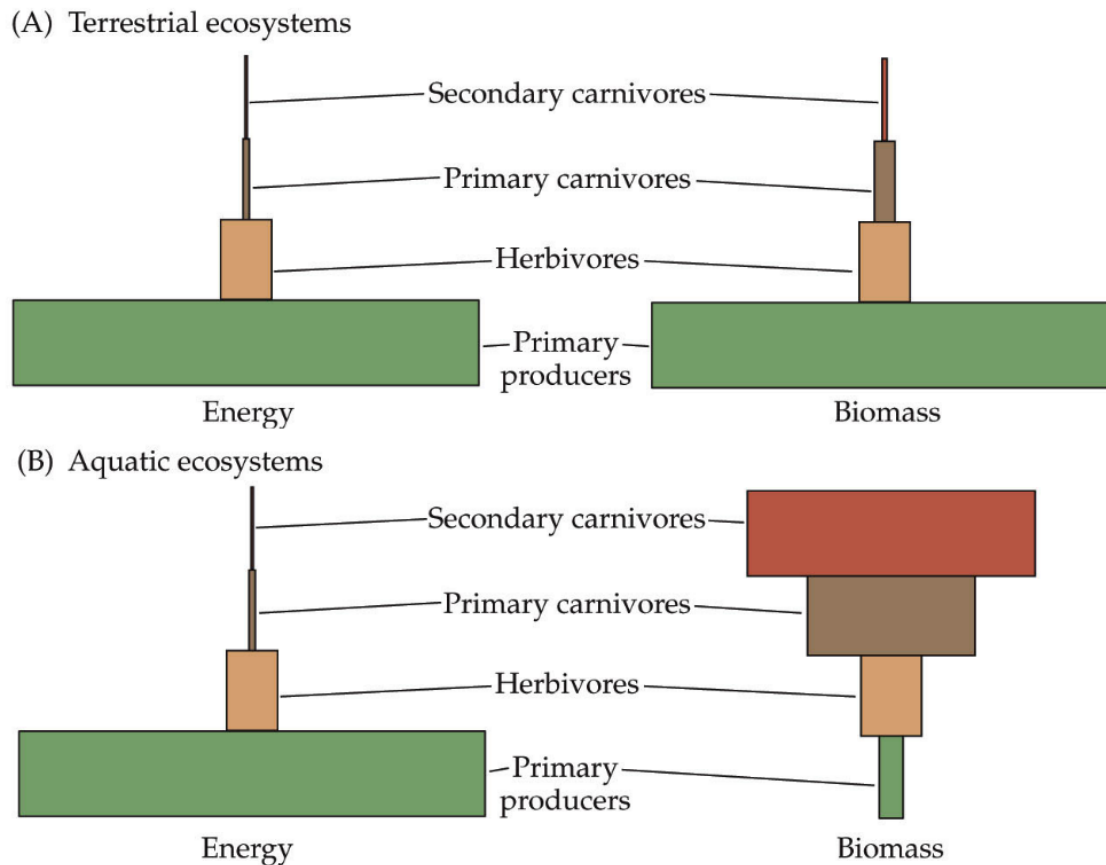 (A) Terrestrial ecosystems
Secondary carnivores
Primary carnivores
Herbivores
Primary
producers
Energy
Biomass
(B) Aquatic ecosystems
Secondary carnivores
Primary carnivores
Herbivores
Primary
producers
Energy
Biomass